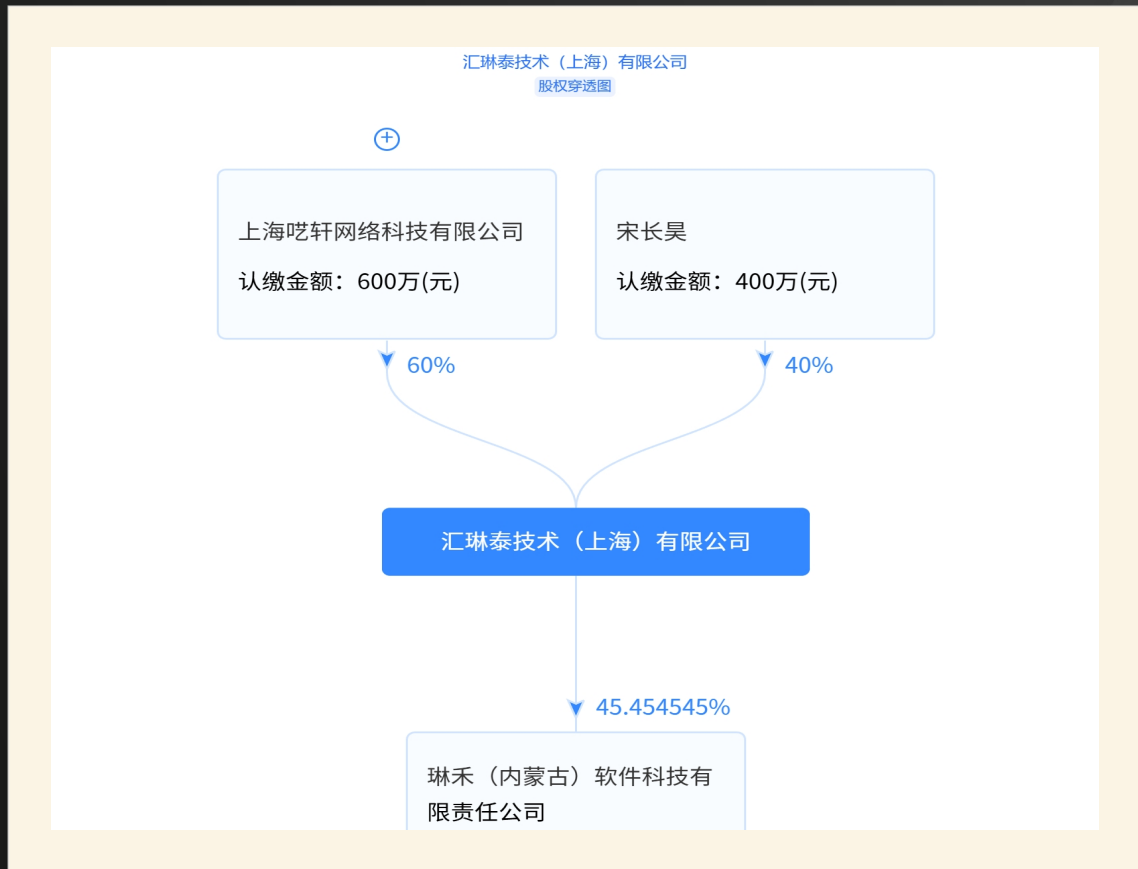 汇琳泰技术（上海）有限公司
股权穿透图
上海呓轩网络科技有限公司
宋长昊
认缴金额：600万(元)
认缴金额：400万(元)
60%
40%
汇琳泰技术（上海）有限公司
45.454545%
琳禾（内蒙古）软件科技有
限责任公司